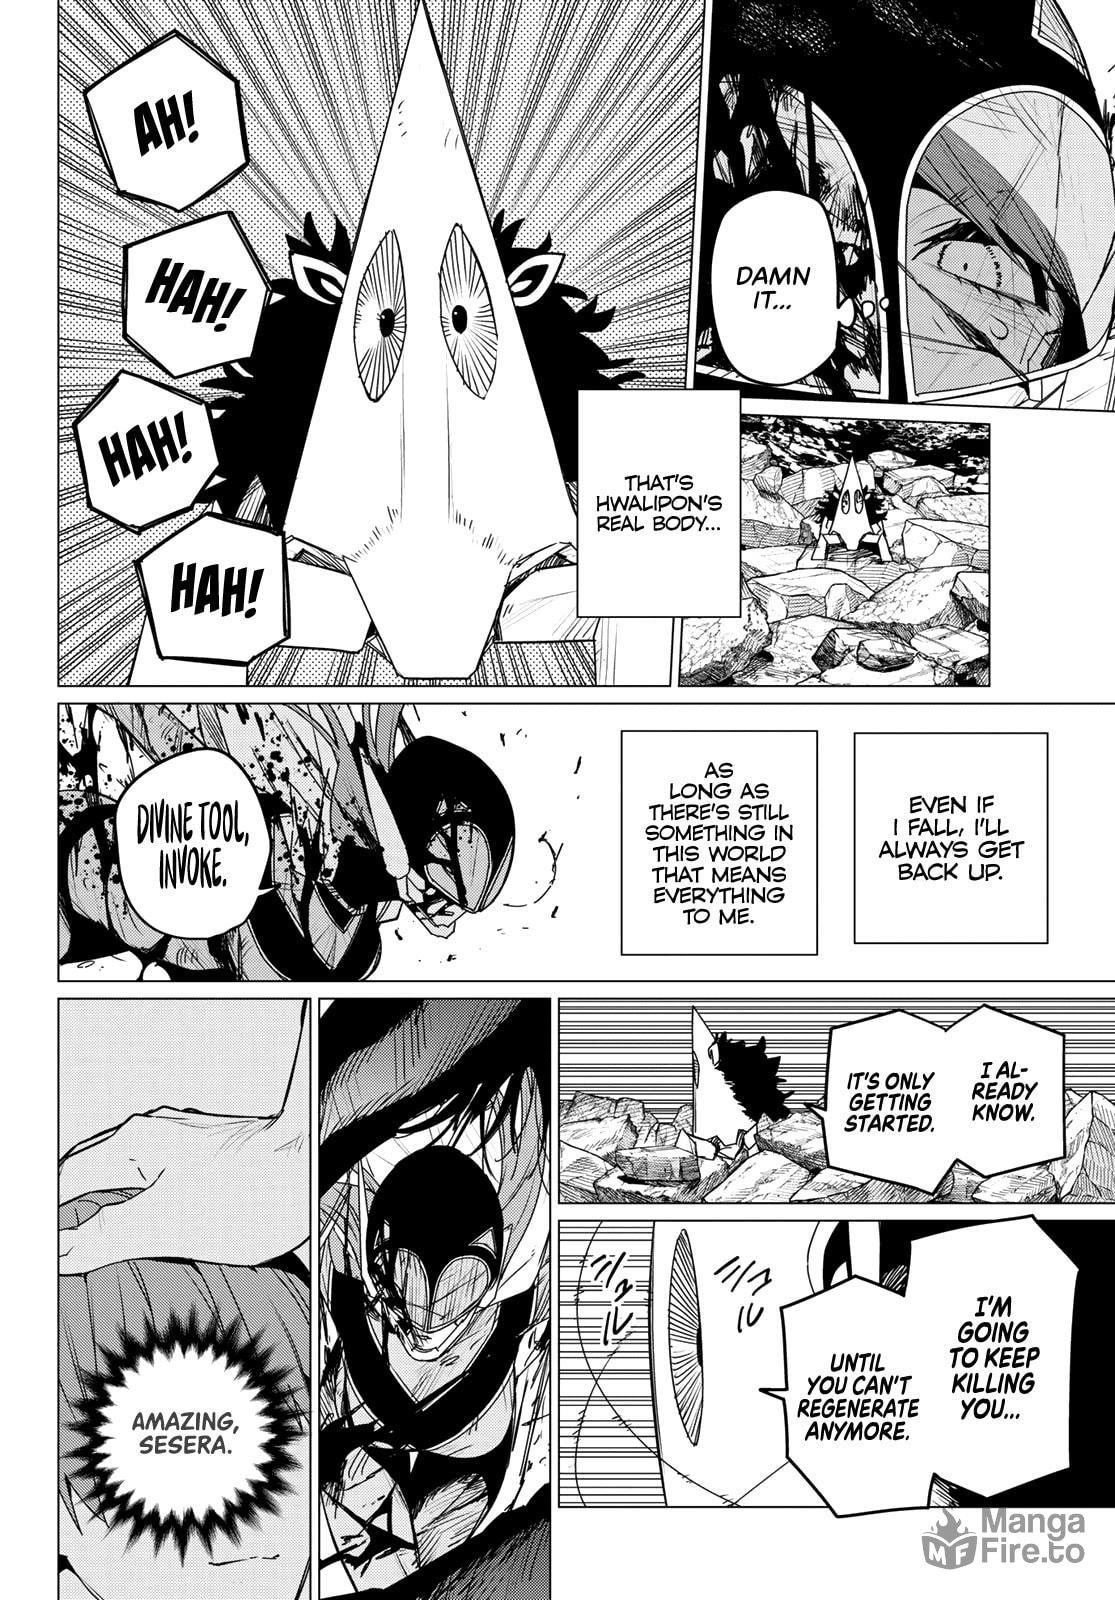 DAMN
IT...
THAT'S
HWALIPON'S
REAL BODY...
AH!
HAH!
HAH!
HAH!
EVEN IF
I FALL, I'LL
ALWAYS GET
BACK UP.
AS
LONG AS
THERE'S STILL
SOMETHING IN
THIS WORLD
THAT MEANS
EVERYTHING
TO ME.
DIVINE TOOL,
INVOKE.
I AL-
READY
KNOW.
IT'S ONLY
GETTING
STARTED.
I'M
GOING
TO KEEP
KILLING
YOU...
UNTIL
YOU CAN'T
REGENERATE
ANYMORE.
シュル
シュル
AMAZING,
SESERA.
Manga
Fire.to
MF